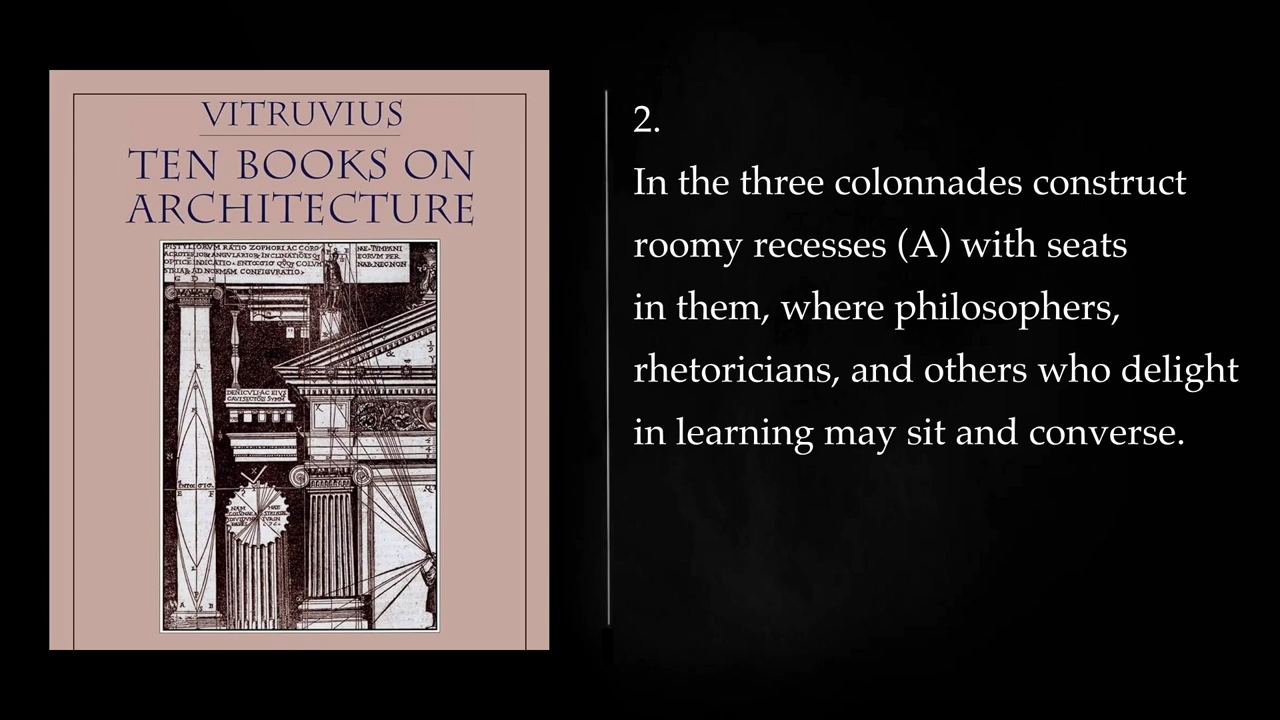 VITRUVIUS
TEN BOOKS ON
ARCHITECTURE
2.
In the three colonnades construct
roomy recesses (A) with seats
in them, where philosophers,
rhetoricians, and others who delight
in learning may sit and converse.